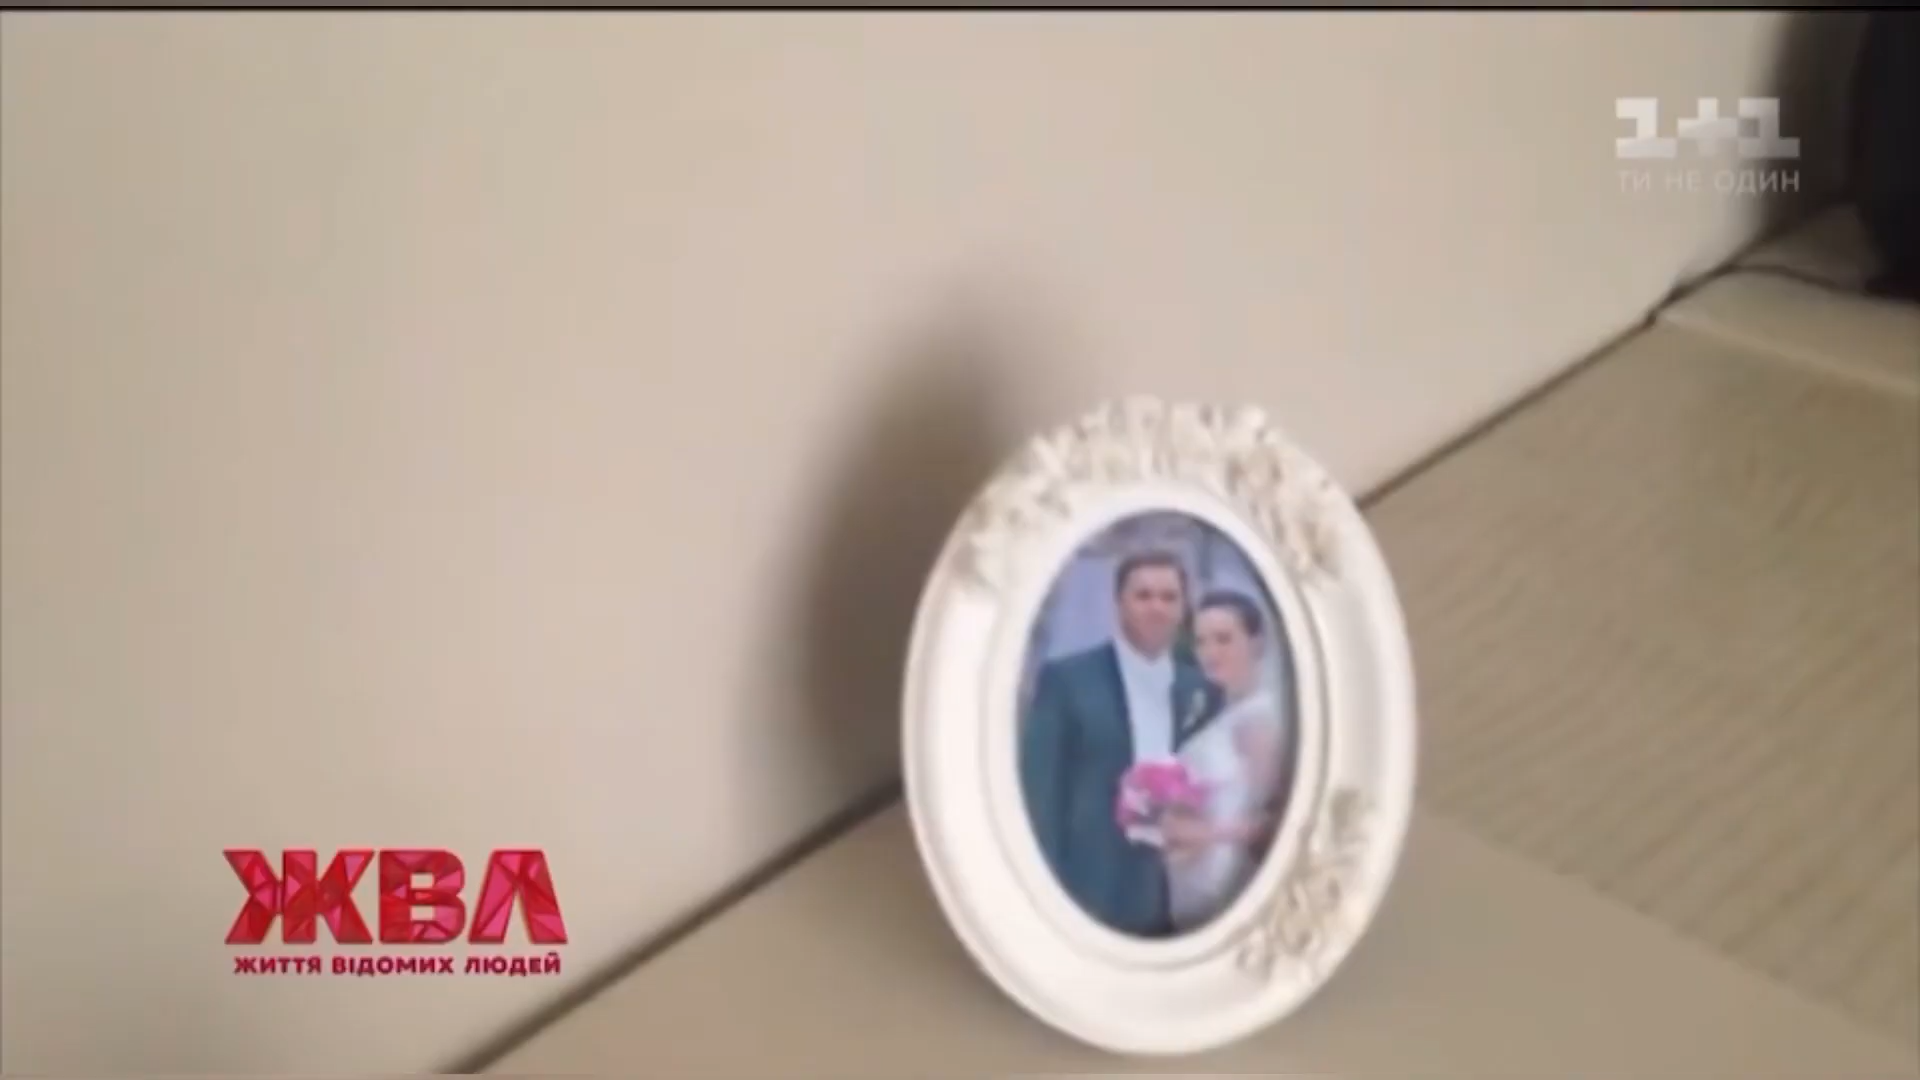 1+1
ТИ НЕ ОДИН
ЖВЛ
ЖИТТЯ ВІДОМИХ ЛЮДЕЙ